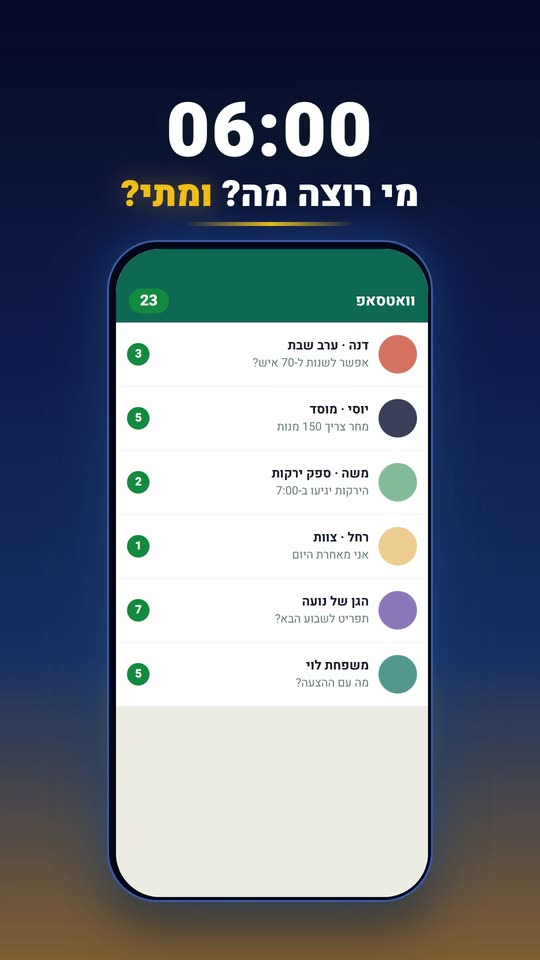 06:00
מי רוצה מה? ומתי?
וואטסאפ 23
דנה · ערב שבת
אפשר לשנות ל-70 איש?
3
יוסי · מוסד
מחר צריך 150 מנות
5
משה · ספק ירקות
הירקות יגיעו ב-7:00
2
רחל · צוות
אני מאחרת היום
1
הגן של נועה
תפריט לשבוע הבא?
7
משפחת לוי
מה עם ההצעה?
5